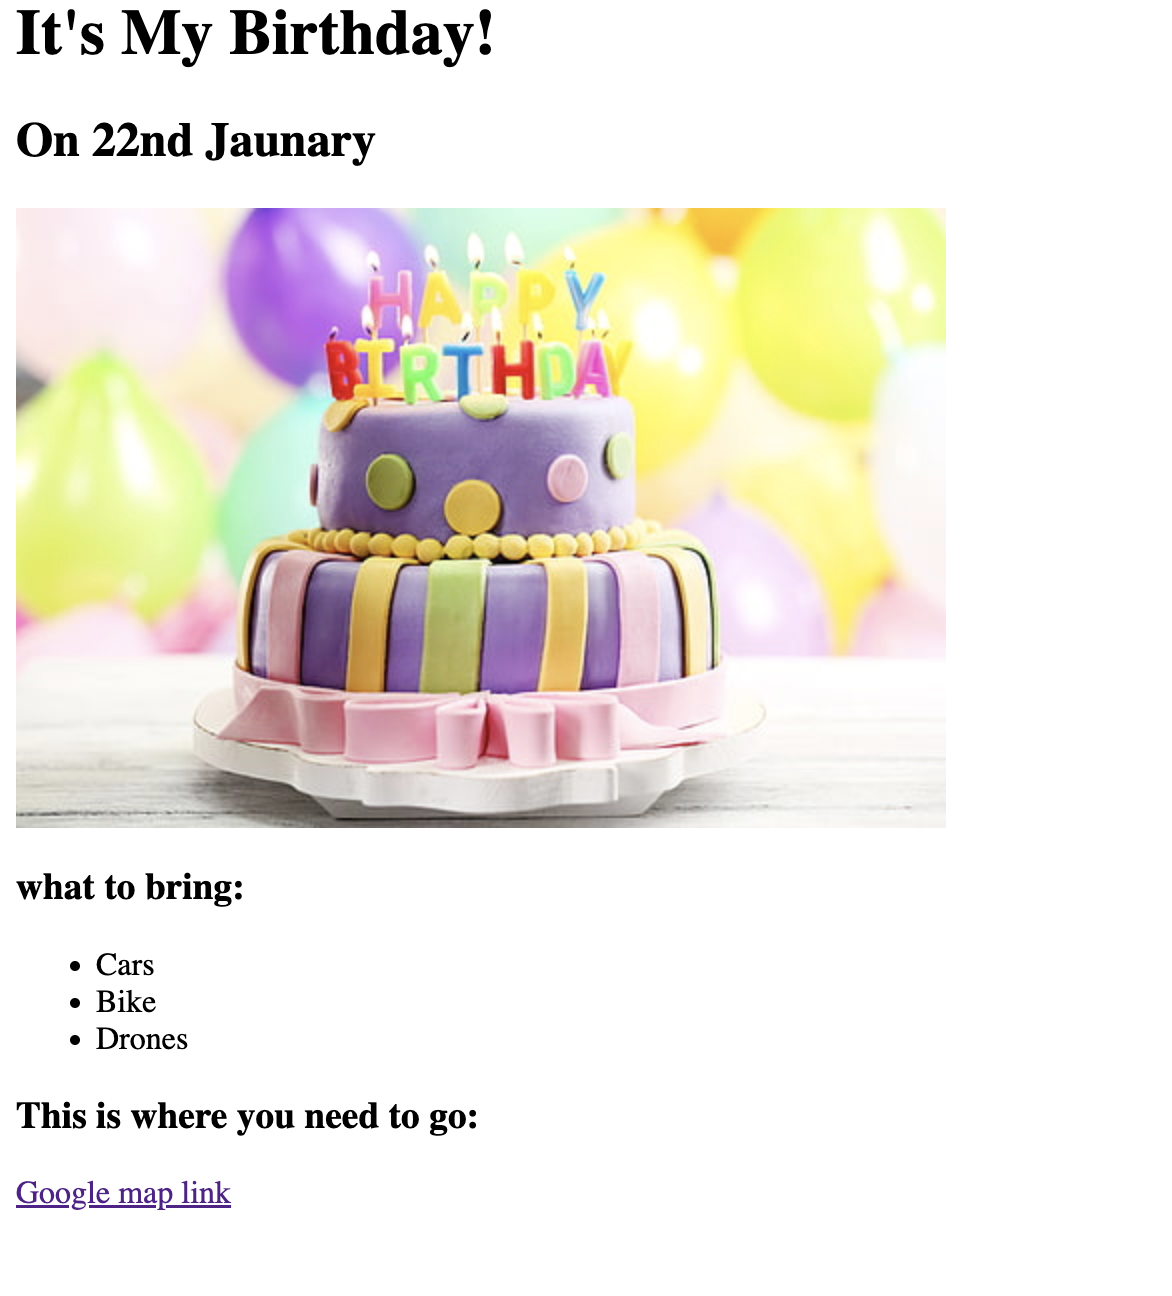 It's My Birthday!
On 22nd Jaunary
HAPPY
BIRTHDAY
what to bring:
Cars
Bike
Drones
This is where you need to go:
Google map link